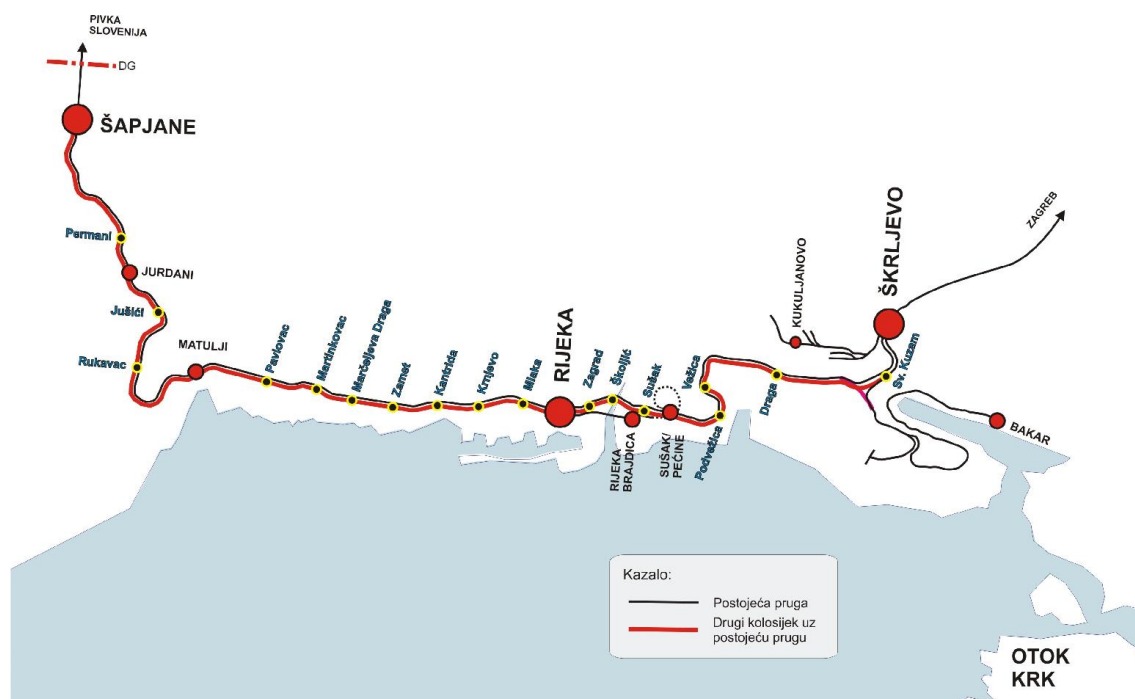 PIVKA
SLOVENIJA
DG
ŠAPJANE
Permani
JURDANI
Jušići
Rukavac
MATULJI
Pavlovac
Martinkovac
Marčeljeva Draga
Zamet
Kantrida
Krnjevo
Mlaka
RIJEKA
Zagrad
Školjić
RIJEKA
BRAJDICA
Sušak
SUŠAK/
PEĆINE
Vežica
Podvežica
Draga
KUKULJANOVO
ŠKRLJEVO
Sv. Kuzam
ZAGREB
BAKAR
Kazalo:
Postojeća pruga
Drugi kolosijek uz
postojeću prugu
OTOK
KRK